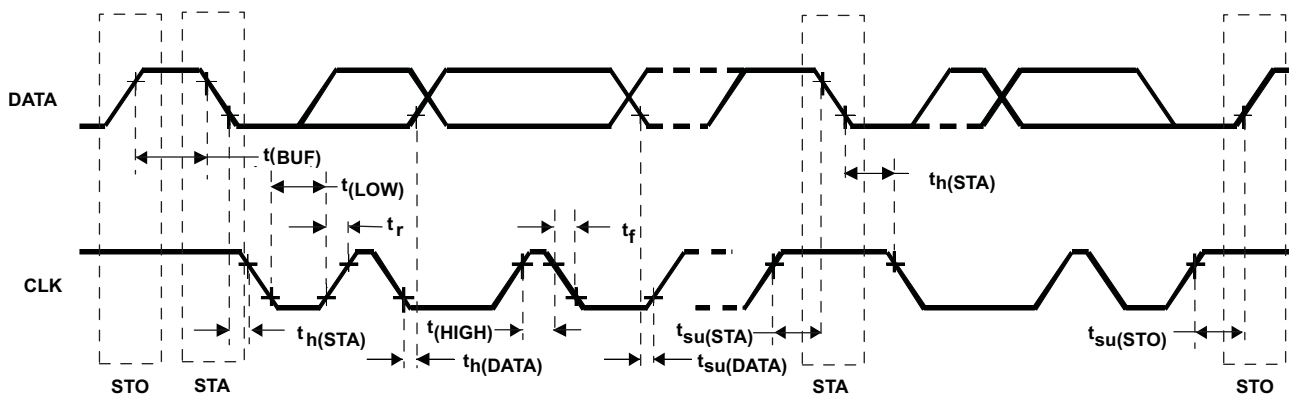 DATA
t(BUF)
t(LOW)
th(STA)
tr
tf
CLK
th(STA)
t(HIGH)
tsu(STA)
tsu(STO)
th(DATA)
tsu(DATA)
STO
STA
STA
STO